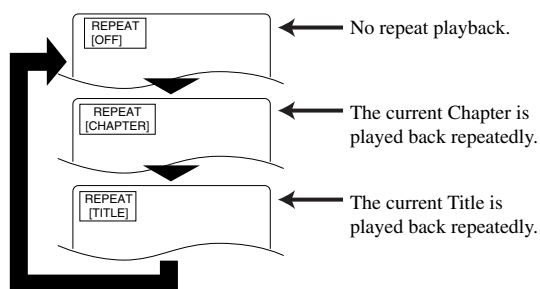 REPEAT
[OFF]
No repeat playback.
REPEAT
[CHAPTER]
The current Chapter is
played back repeatedly.
REPEAT
[TITLE]
The current Title is
played back repeatedly.